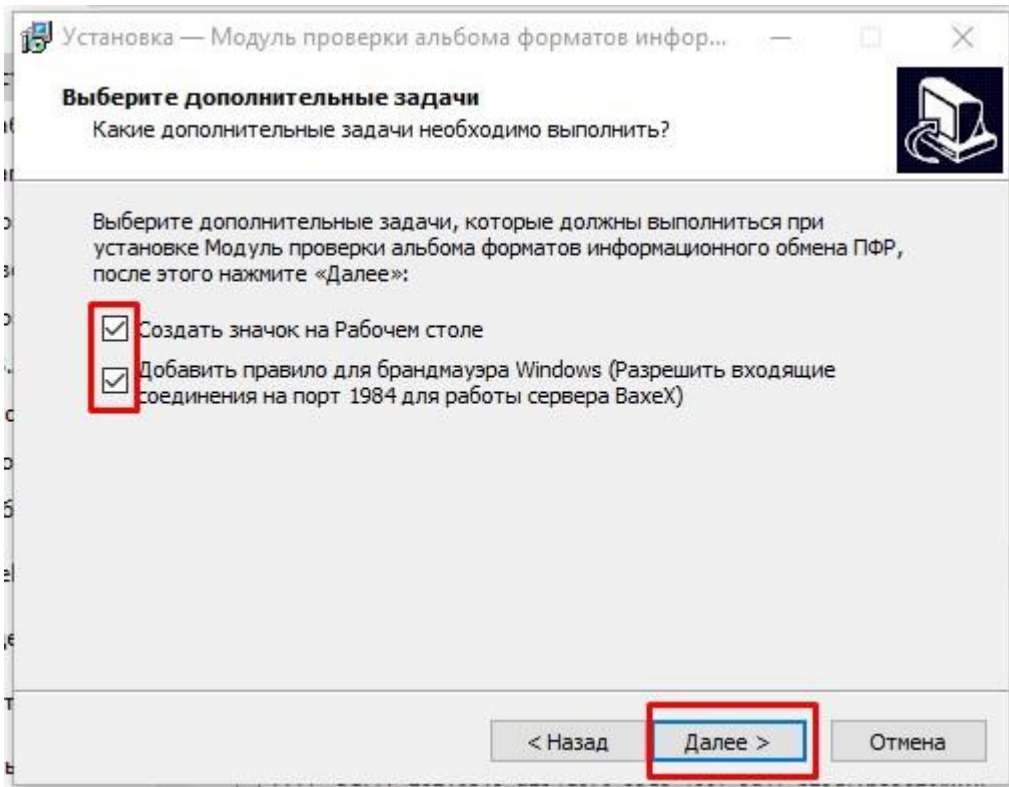 Установка — Модуль проверки альбома форматов инфор...
Выберите дополнительные задачи
Какие дополнительные задачи необходимо выполнить?
Выберите дополнительные задачи, которые должны выполниться при
установке Модуль проверки альбома форматов информационного обмена ПФР,
после этого нажмите «Далее»:
Создать значок на Рабочем столе
Добавить правило для брандмауэра Windows (Разрешить входящие
соединения на порт 1984 для работы сервера BaxeX)
< Назад
Далее >
Отмена